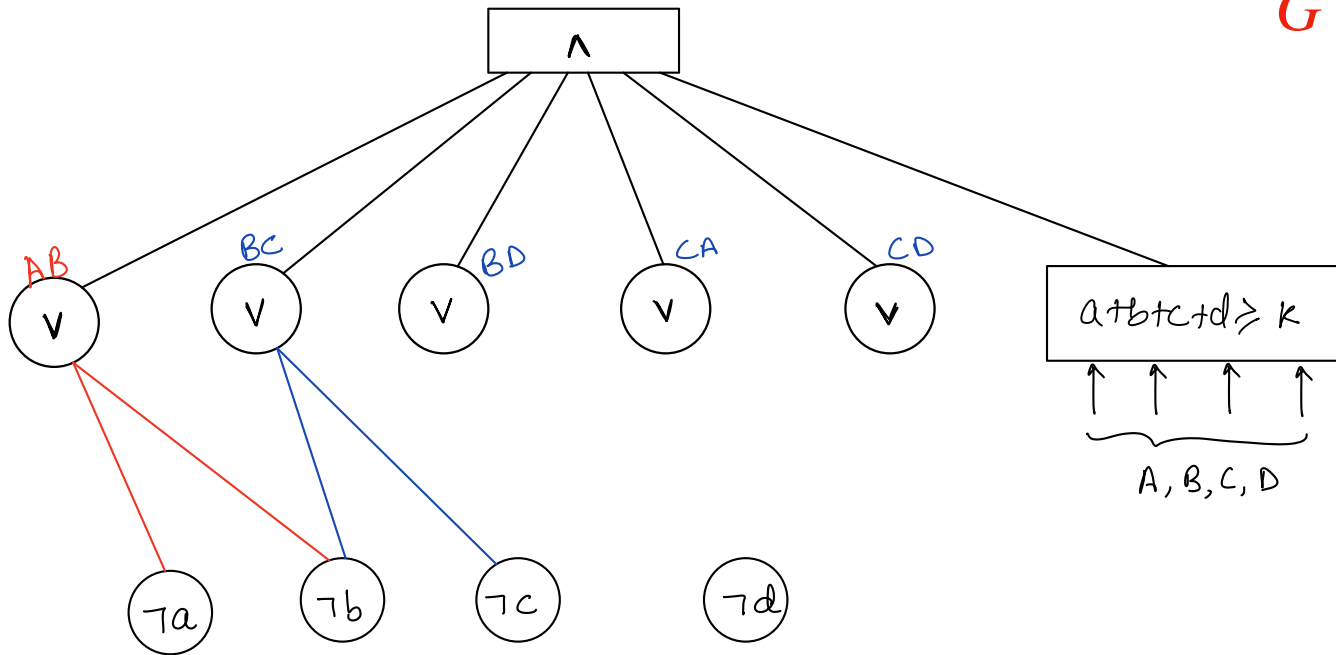 G
∧
AB
BC
BD
CA
CD
∨
∨
∨
∨
∨
a+b+c+d ⩾ k
A, B, C, D
¬a
¬b
¬c
¬d